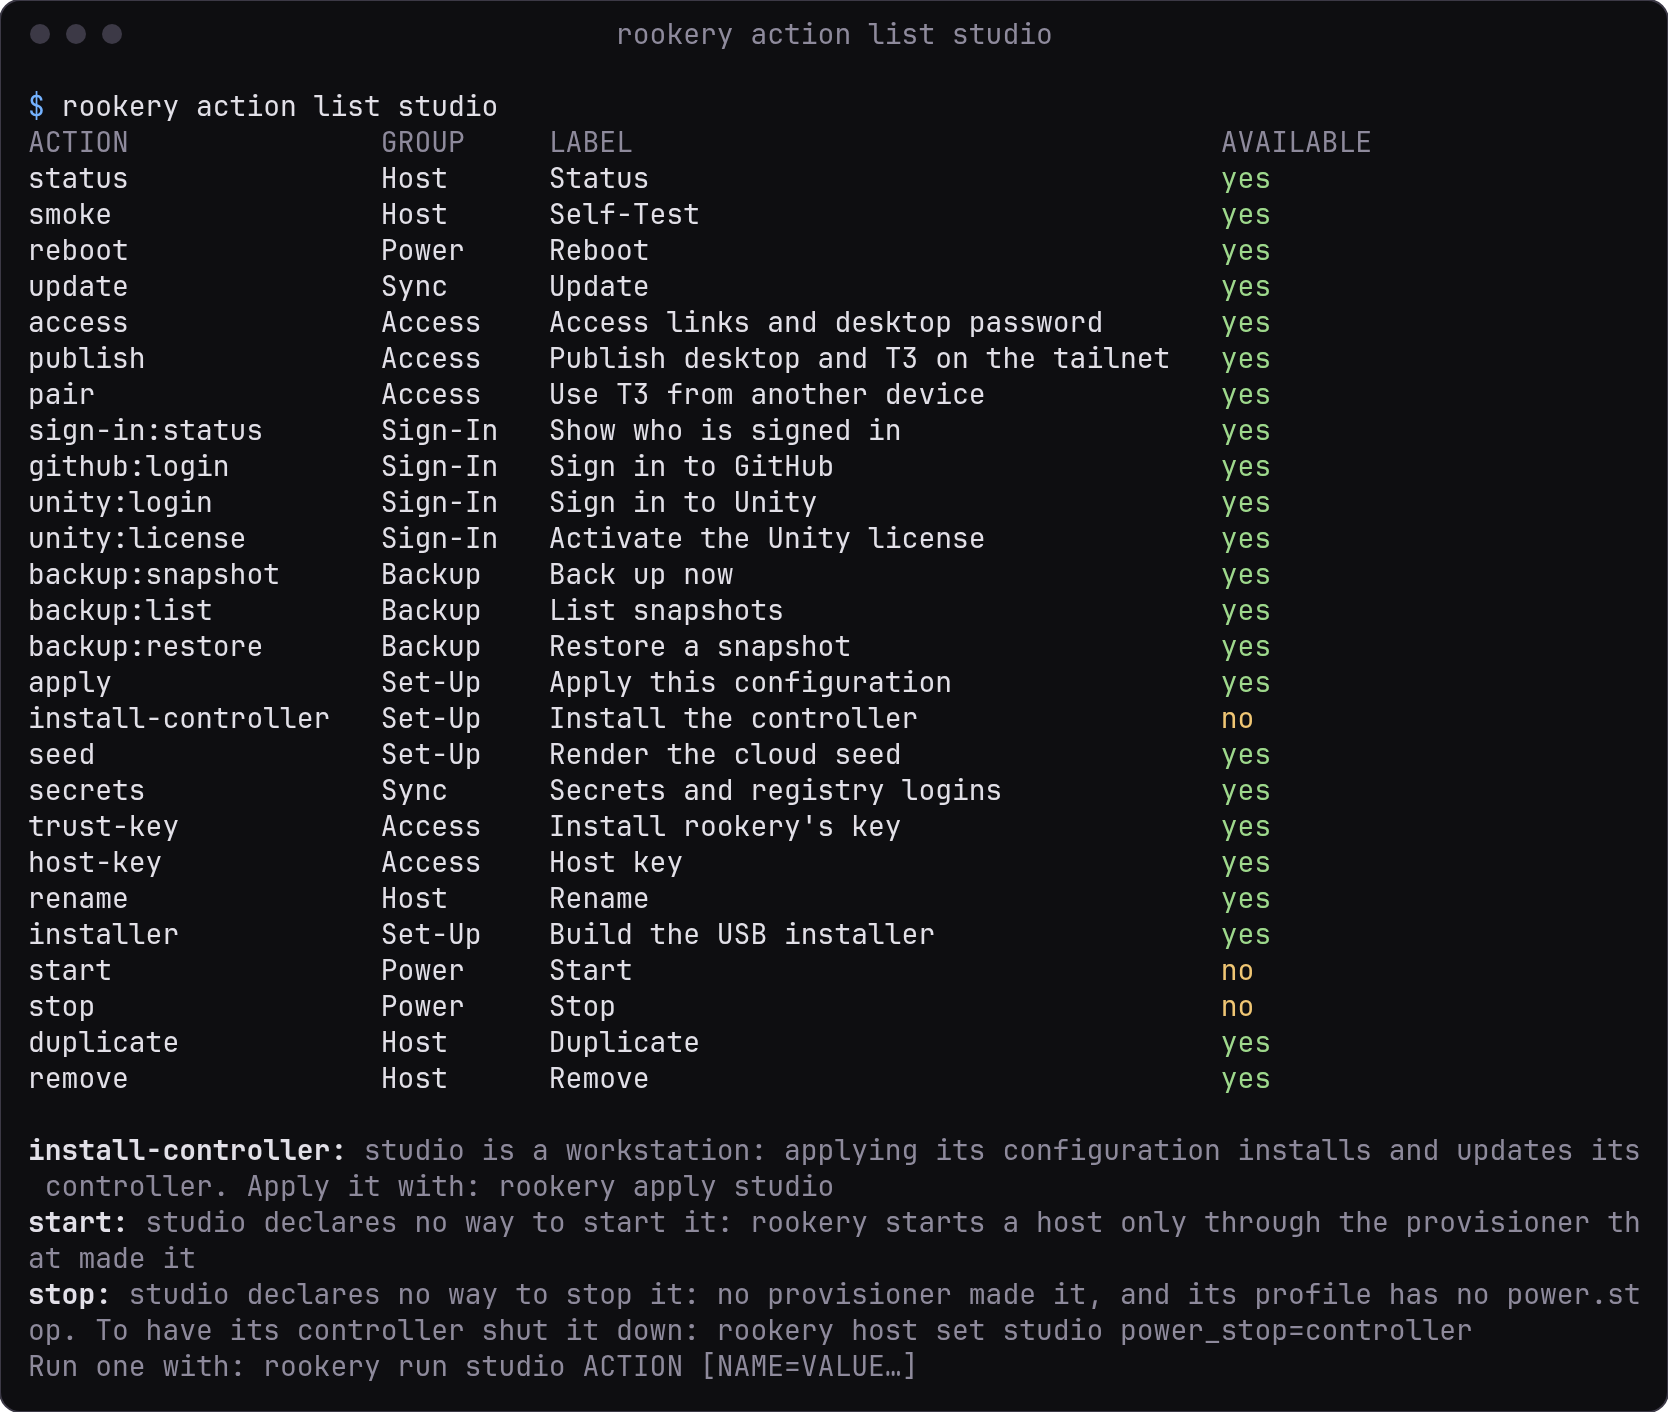 rookery action list studio
$ rookery action list studio
ACTION GROUP LABEL AVAILABLE
status Host Status yes
smoke Host Self-Test yes
reboot Power Reboot yes
update Sync Update yes
access Access Access links and desktop password yes
publish Access Publish desktop and T3 on the tailnet yes
pair Access Use T3 from another device yes
sign-in:status Sign-In Show who is signed in yes
github:login Sign-In Sign in to GitHub yes
unity:login Sign-In Sign in to Unity yes
unity:license Sign-In Activate the Unity license yes
backup:snapshot Backup Back up now yes
backup:list Backup List snapshots yes
backup:restore Backup Restore a snapshot yes
apply Set-Up Apply this configuration yes
install-controller Set-Up Install the controller no
seed Set-Up Render the cloud seed yes
secrets Sync Secrets and registry logins yes
trust-key Access Install rookery's key yes
host-key Access Host key yes
rename Host Rename yes
installer Set-Up Build the USB installer yes
start Power Start no
stop Power Stop no
duplicate Host Duplicate yes
remove Host Remove yes
install-controller: studio is a workstation: applying its configuration installs and updates its
controller. Apply it with: rookery apply studio
start: studio declares no way to start it: rookery starts a host only through the provisioner th
at made it
stop: studio declares no way to stop it: no provisioner made it, and its profile has no power.st
op. To have its controller shut it down: rookery host set studio power_stop=controller
Run one with: rookery run studio ACTION [NAME=VALUE…]